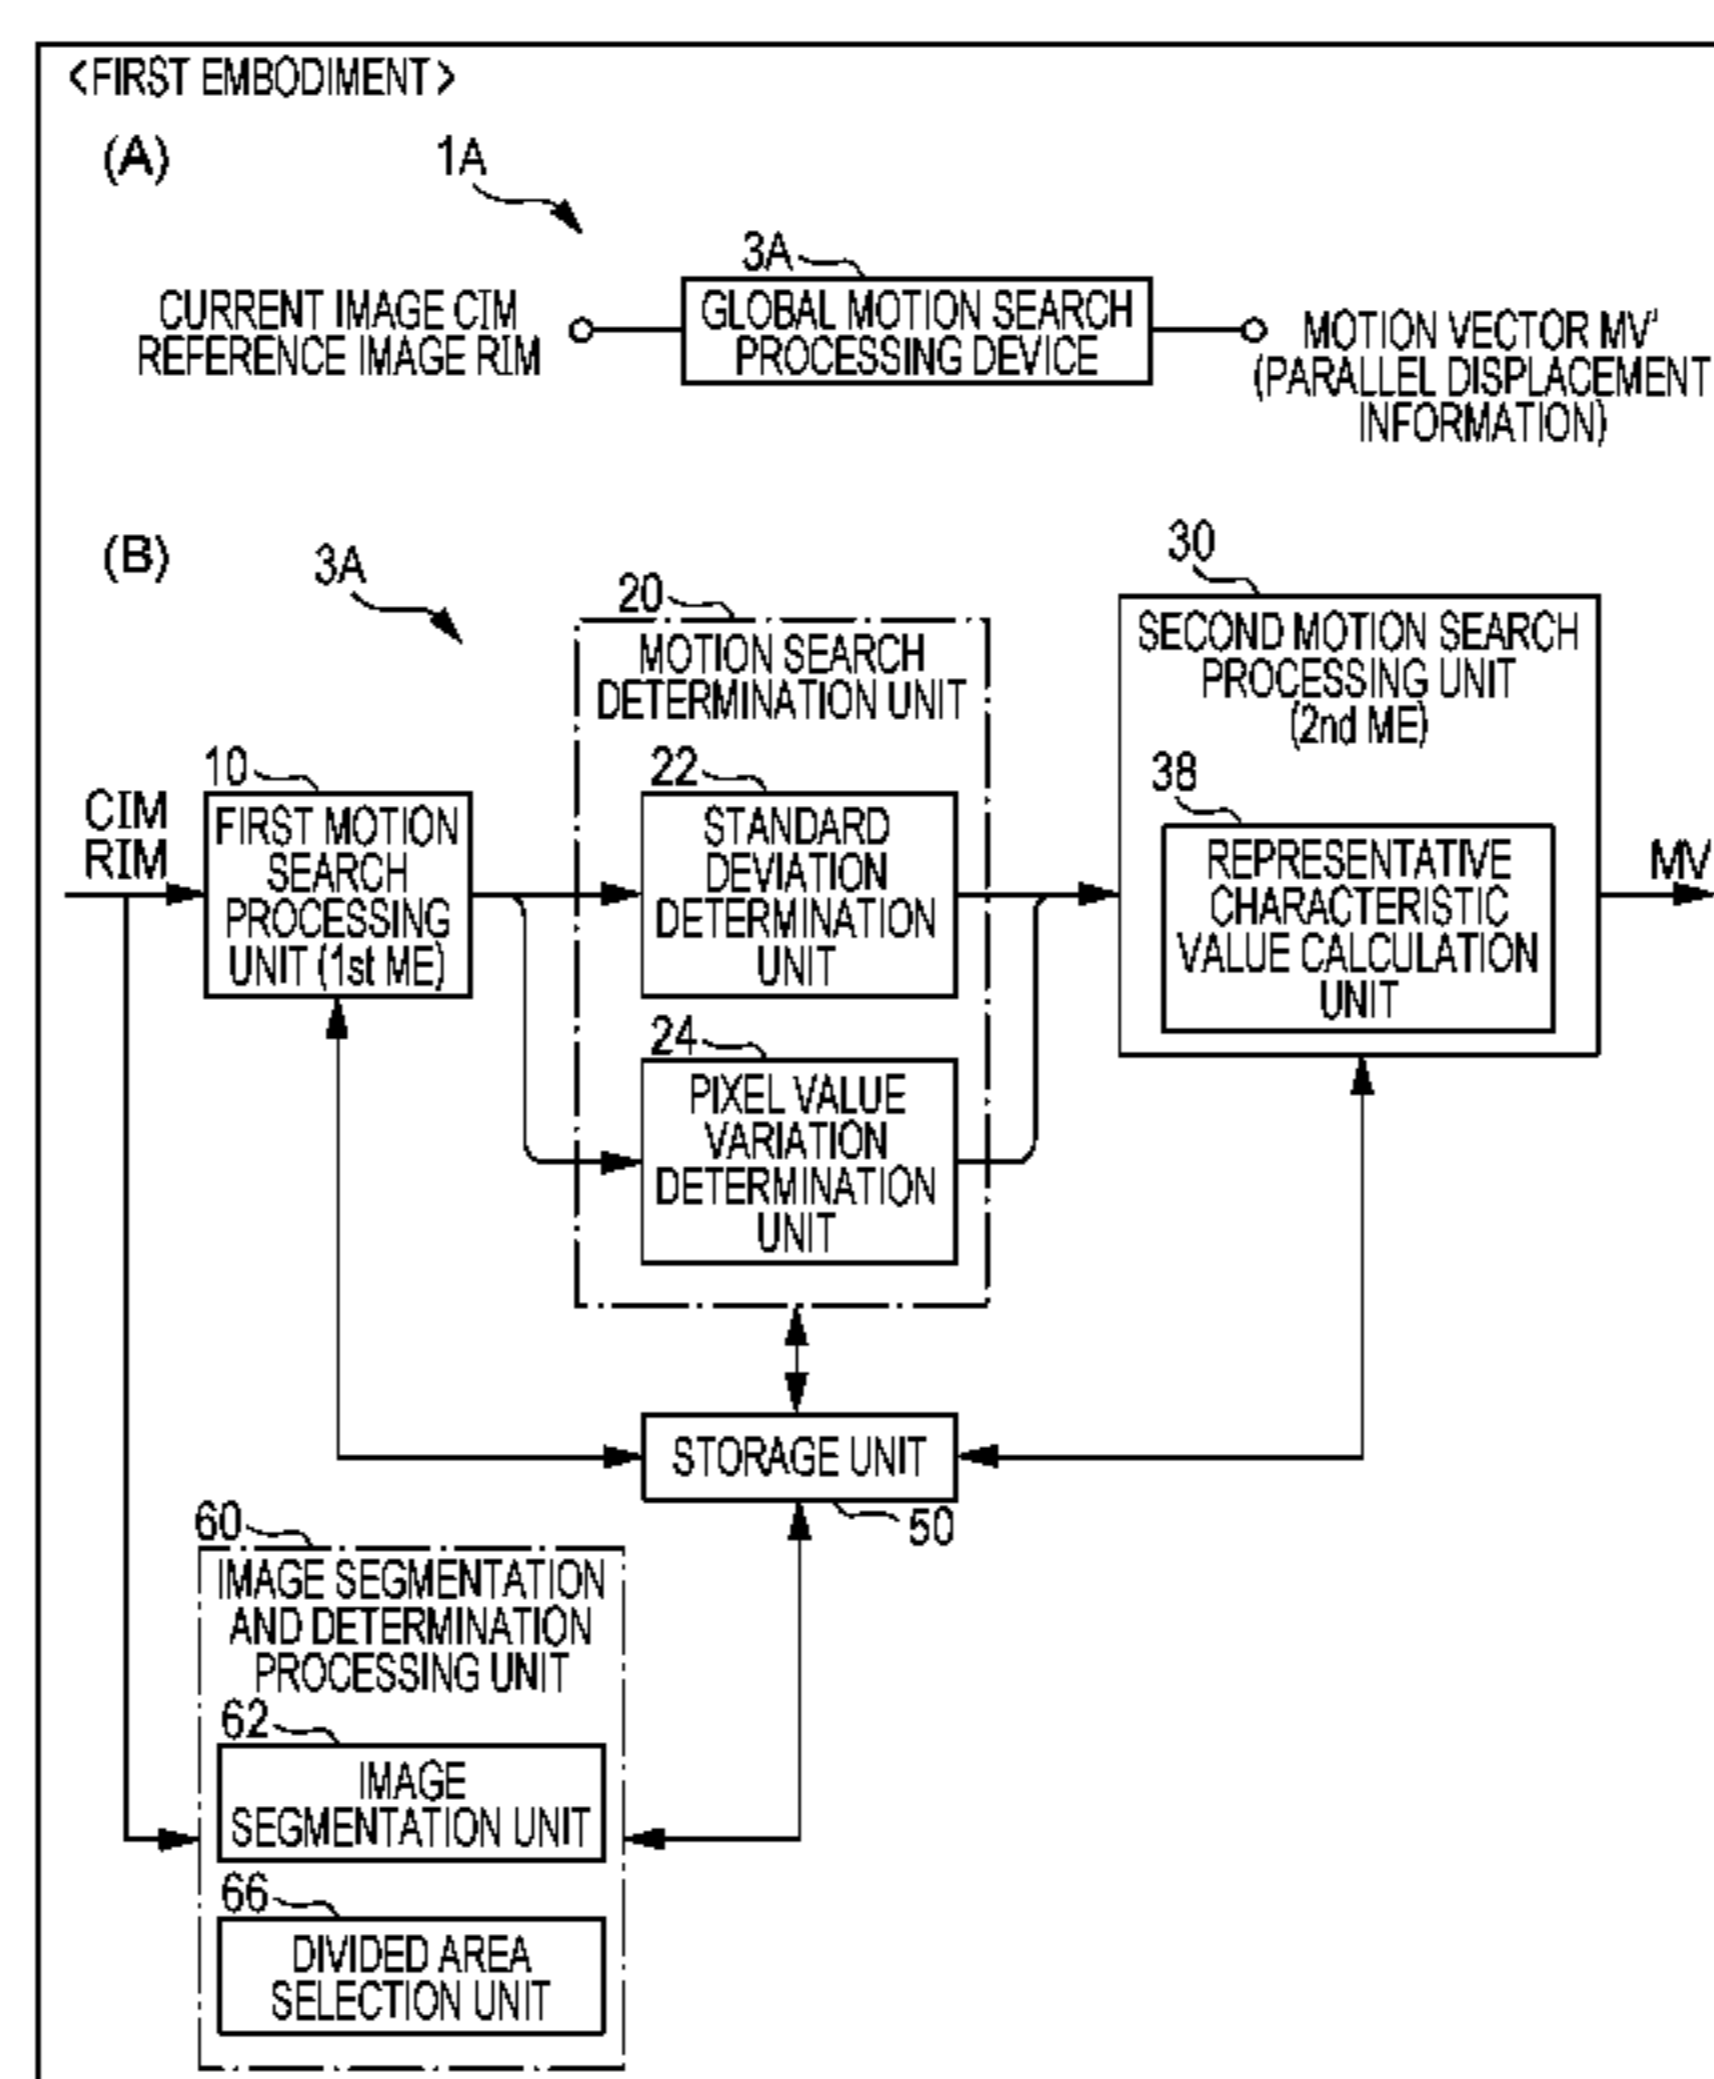 <FIRST EMBODIMENT>
(A)
1A
3A
CURRENT IMAGE CIM
REFERENCE IMAGE RIM
GLOBAL MOTION SEARCH
PROCESSING DEVICE
MOTION VECTOR MV'
(PARALLEL DISPLACEMENT
INFORMATION)
(B)
3A
20
MOTION SEARCH
DETERMINATION UNIT
30
SECOND MOTION SEARCH
PROCESSING UNIT
(2nd ME)
CIM
RIM
10
FIRST MOTION
SEARCH
PROCESSING
UNIT (1st ME)
22
STANDARD
DEVIATION
DETERMINATION
UNIT
38
REPRESENTATIVE
CHARACTERISTIC
VALUE CALCULATION
UNIT
MV
24
PIXEL VALUE
VARIATION
DETERMINATION
UNIT
STORAGE UNIT
50
60
IMAGE SEGMENTATION
AND DETERMINATION
PROCESSING UNIT
62
IMAGE
SEGMENTATION UNIT
66
DIVIDED AREA
SELECTION UNIT